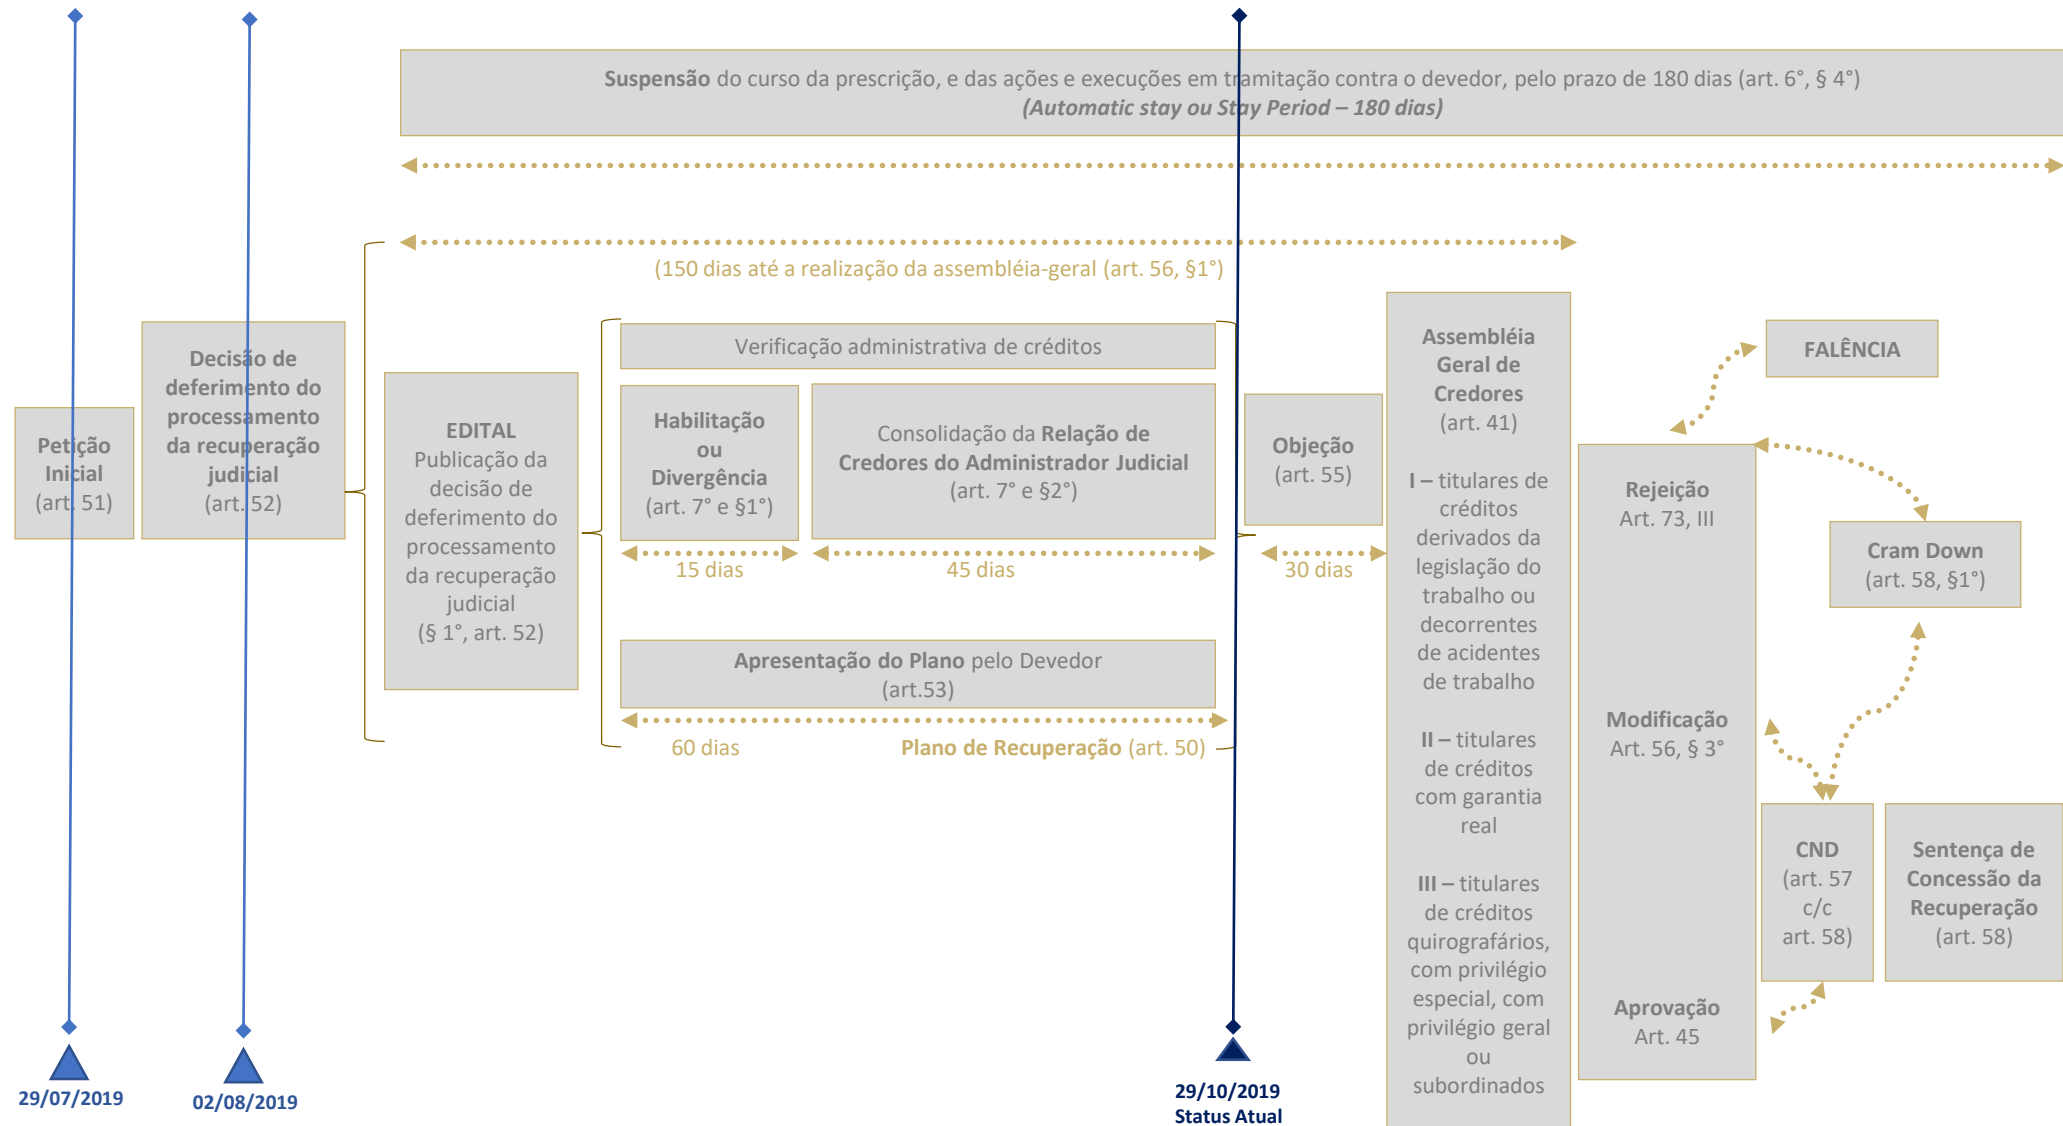 Suspensão do curso da prescrição, e das ações e execuções em tramitação contra o devedor, pelo prazo de 180 dias (art. 6°, § 4°)
(Automatic stay ou Stay Period – 180 dias)
(150 dias até a realização da assembléia-geral (art. 56, §1°)
Petição
Inicial
(art. 51)
Decisão de
deferimento do
processamento
da recuperação
judicial
(art. 52)
EDITAL
Publicação da
decisão de
deferimento do
processamento
da recuperação
judicial
(§ 1°, art. 52)
Verificação administrativa de créditos
Habilitação
ou
Divergência
(art. 7° e §1°)
15 dias
Consolidação da Relação de
Credores do Administrador Judicial
(art. 7° e §2°)
45 dias
Apresentação do Plano pelo Devedor
(art.53)
60 dias
Plano de Recuperação (art. 50)
Objeção
(art. 55)
30 dias
Assembléia
Geral de
Credores
(art. 41)
I – titulares de
créditos
derivados da
legislação do
trabalho ou
decorrentes
de acidentes
de trabalho
II – titulares
de créditos
com garantia
real
III – titulares
de créditos
quirografários,
com privilégio
especial, com
privilégio geral
ou
subordinados
Rejeição
Art. 73, III
Modificação
Art. 56, § 3°
Aprovação
Art. 45
FALÊNCIA
Cram Down
(art. 58, §1°)
CND
(art. 57
c/c
art. 58)
Sentença de
Concessão da
Recuperação
(art. 58)
29/07/2019
02/08/2019
29/10/2019
Status Atual